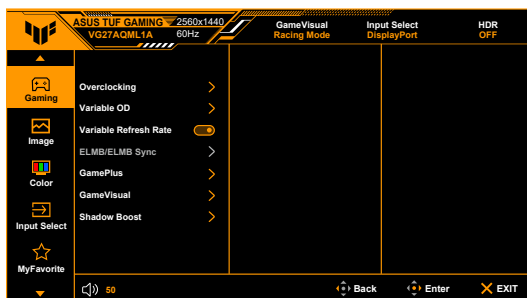 ASUS TUF GAMING
VG27AQML1A
2560x1440
60Hz
GameVisual
Racing Mode
Input Select
DisplayPort
HDR
OFF
Gaming
Image
Color
Input Select
MyFavorite
Overclocking
Variable OD
Variable Refresh Rate
ELMB/ELMB Sync
GamePlus
GameVisual
Shadow Boost
50
Back
Enter
EXIT